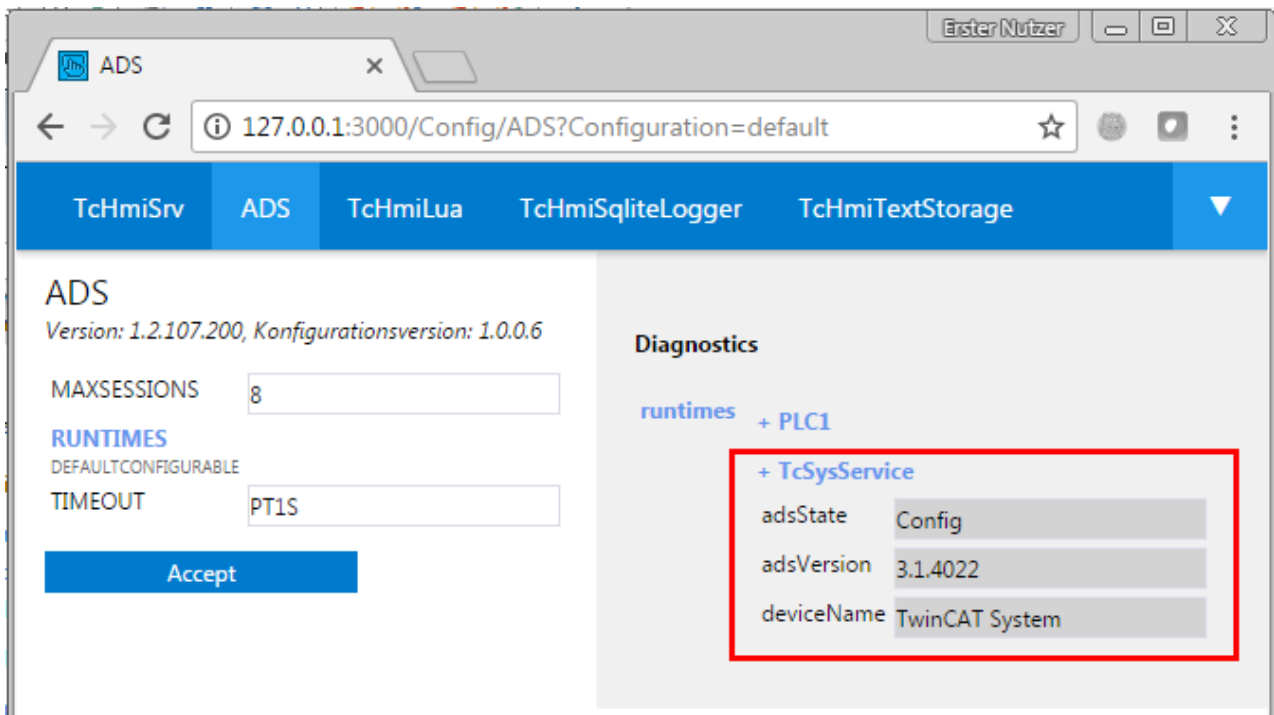 Erster Nutzer
ADS
127.0.0.1:3000/Config/ADS?Configuration=default
TcHmiSrv ADS TcHmiLua TcHmiSqliteLogger TcHmiTextStorage
ADS
Version: 1.2.107.200, Konfigurationsversion: 1.0.0.6
MAXSESSIONS 8
RUNTIMES
DEFAULTCONFIGURABLE
TIMEOUT PT1S
Accept
Diagnostics
runtimes + PLC1
+ TcSysService
adsState Config
adsVersion 3.1.4022
deviceName TwinCAT System